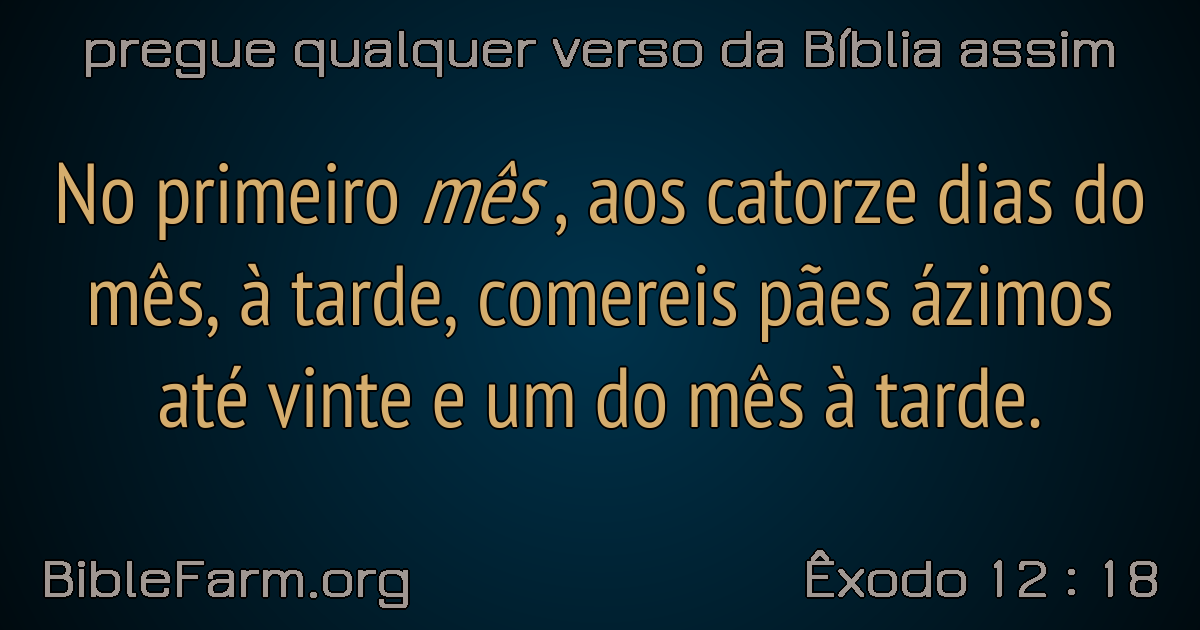 pregue qualquer verso da Bíblia assim
No primeiro mês , aos catorze dias do
mês, à tarde, comereis pães ázimos
até vinte e um do mês à tarde.
BibleFarm.org
Êxodo 12 : 18